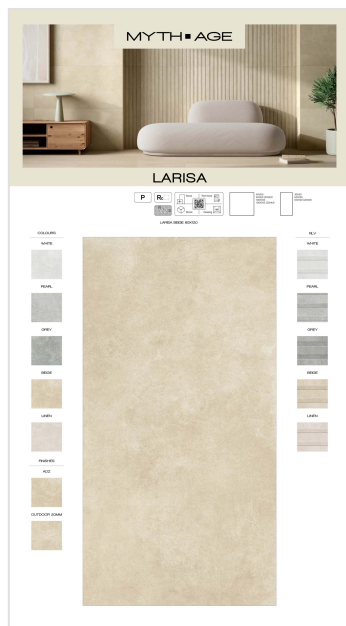 MYTH AGE
LARISA
P
LARISA BEIGE 60X120
COLOURS
WHITE
PEARL
GREY
BEIGE
LINEN
FINISHES
ADZ
OUTDOOR 20MM
RLV
WHITE
PEARL
GREY
BEIGE
LINEN